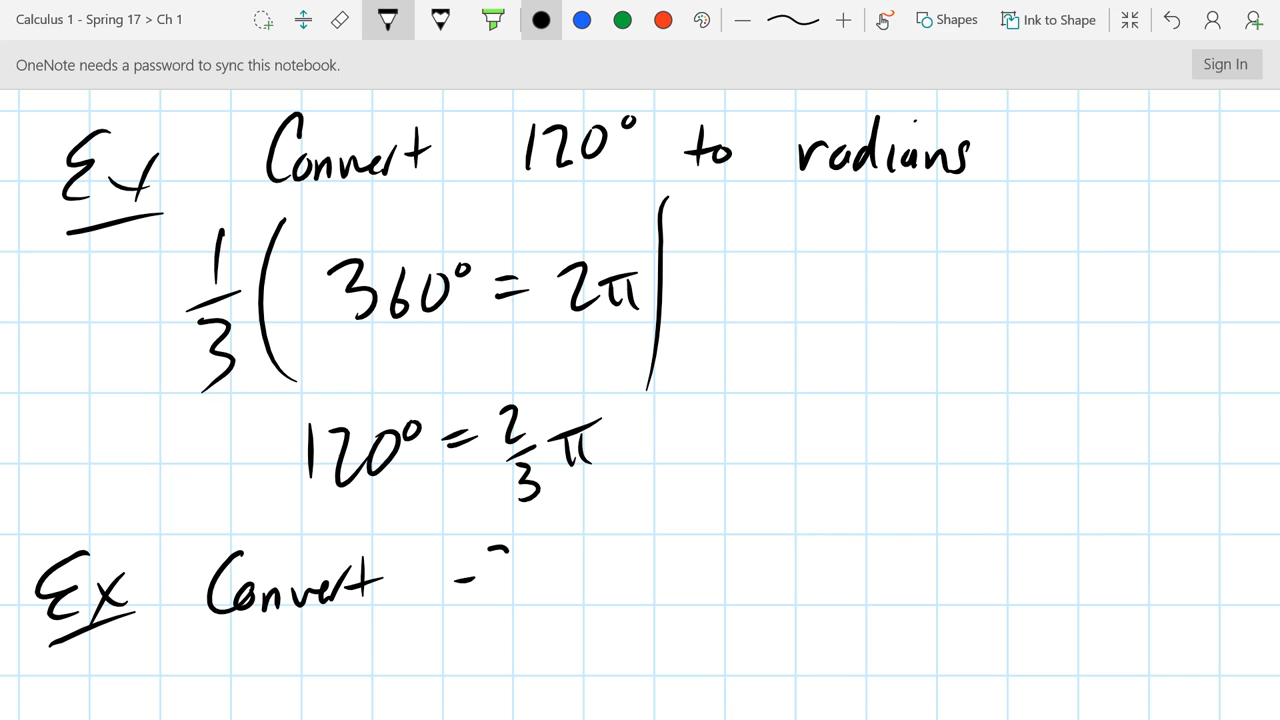 Calculus 1 - Spring 17 > Ch 1
Shapes
Ink to Shape
OneNote needs a password to sync this notebook.
Sign In
Ex Convert 120° to radians
1/3 ( 360° = 2π )
120° = 2/3 π
Ex Convert -